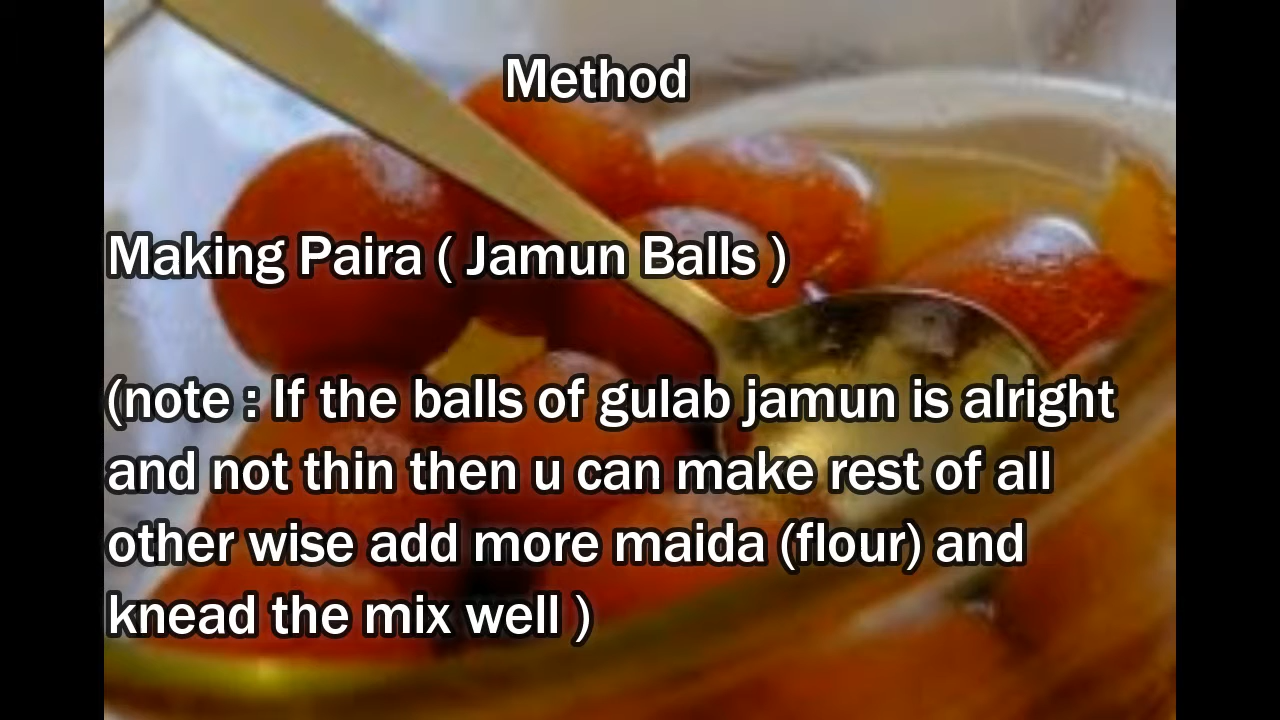 Method
Making Paira ( Jamun Balls )
(note : If the balls of gulab jamun is alright
and not thin then u can make rest of all
other wise add more maida (flour) and
knead the mix well )